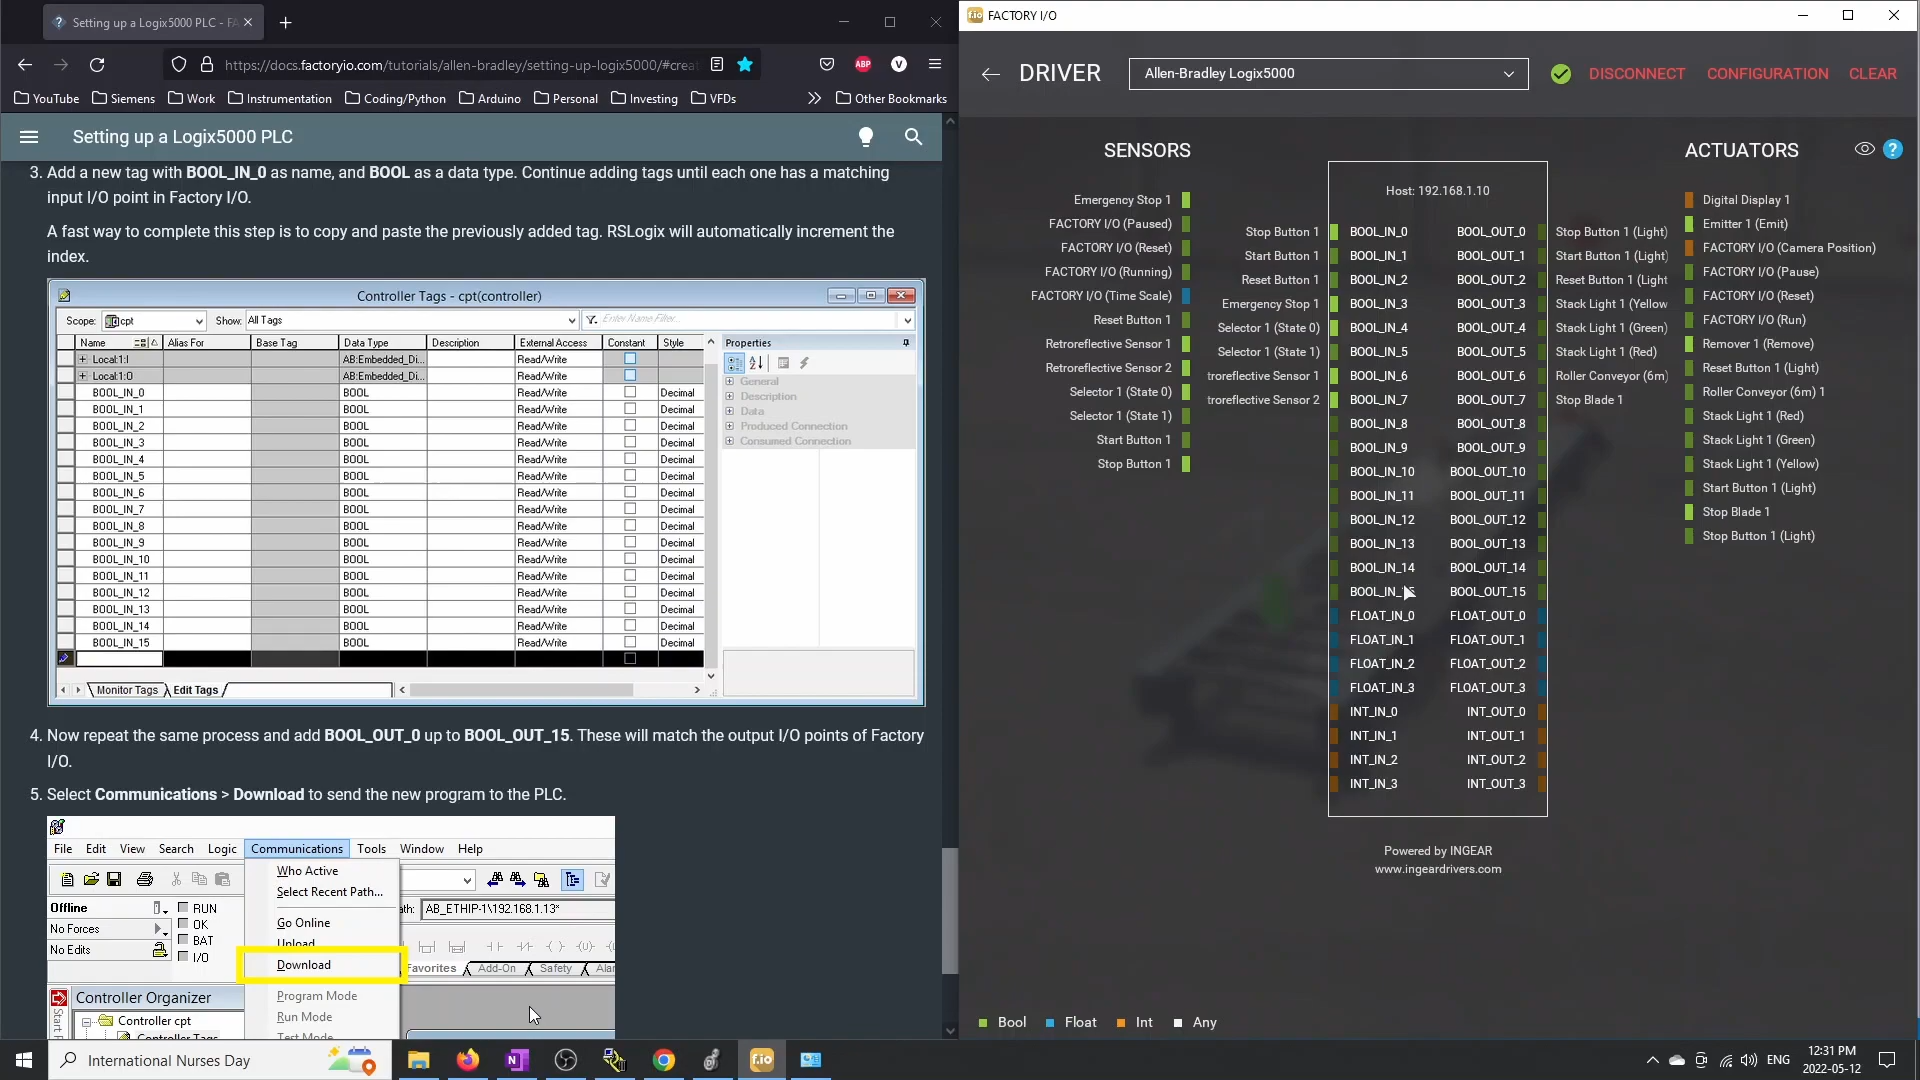 Setting up a Logix5000 PLC - FA
https://docs.factoryio.com/tutorials/allen-bradley/setting-up-logix5000/#crea
ABP
V
YouTube
Siemens
Work
Instrumentation
Coding/Python
Arduino
Personal
Investing
VFDs
Other Bookmarks
Setting up a Logix5000 PLC
3. Add a new tag with BOOL_IN_0 as name, and BOOL as a data type. Continue adding tags until each one has a matching
input I/O point in Factory I/O.
A fast way to complete this step is to copy and paste the previously added tag. RSLogix will automatically increment the
index.
Controller Tags - cpt(controller)
Scope: cpt Show: All Tags Enter Name Filter...
Name Alias For Base Tag Data Type Description External Access Constant Style
Local:1:I AB:Embedded_Di... Read/Write
Local:1:O AB:Embedded_Di... Read/Write
BOOL_IN_0 BOOL Read/Write Decimal
BOOL_IN_1 BOOL Read/Write Decimal
BOOL_IN_2 BOOL Read/Write Decimal
BOOL_IN_3 BOOL Read/Write Decimal
BOOL_IN_4 BOOL Read/Write Decimal
BOOL_IN_5 BOOL Read/Write Decimal
BOOL_IN_6 BOOL Read/Write Decimal
BOOL_IN_7 BOOL Read/Write Decimal
BOOL_IN_8 BOOL Read/Write Decimal
BOOL_IN_9 BOOL Read/Write Decimal
BOOL_IN_10 BOOL Read/Write Decimal
BOOL_IN_11 BOOL Read/Write Decimal
BOOL_IN_12 BOOL Read/Write Decimal
BOOL_IN_13 BOOL Read/Write Decimal
BOOL_IN_14 BOOL Read/Write Decimal
BOOL_IN_15 BOOL Read/Write Decimal
Monitor Tags Edit Tags
Properties
General
Description
Data
Produced Connection
Consumed Connection
4. Now repeat the same process and add BOOL_OUT_0 up to BOOL_OUT_15. These will match the output I/O points of Factory
I/O.
5. Select Communications > Download to send the new program to the PLC.
File Edit View Search Logic Communications Tools Window Help
Who Active
Select Recent Path...
Go Online
Upload
Download
Program Mode
Run Mode
Test Mode
Offline RUN
No Forces OK
No Edits BAT
I/O
ath: AB_ETHIP-1\192.168.1.13*
Favorites Add-On Safety Alar
Controller Organizer
Controller cpt
Controller Tags
Start
FACTORY I/O
DRIVER
Allen-Bradley Logix5000
DISCONNECT
CONFIGURATION
CLEAR
SENSORS
Emergency Stop 1
FACTORY I/O (Paused)
FACTORY I/O (Reset)
FACTORY I/O (Running)
FACTORY I/O (Time Scale)
Reset Button 1
Retroreflective Sensor 1
Retroreflective Sensor 2
Selector 1 (State 0)
Selector 1 (State 1)
Start Button 1
Stop Button 1
Host: 192.168.1.10
Stop Button 1 BOOL_IN_0 BOOL_OUT_0 Stop Button 1 (Light)
Start Button 1 BOOL_IN_1 BOOL_OUT_1 Start Button 1 (Light)
Reset Button 1 BOOL_IN_2 BOOL_OUT_2 Reset Button 1 (Light
Emergency Stop 1 BOOL_IN_3 BOOL_OUT_3 Stack Light 1 (Yellow
Selector 1 (State 0) BOOL_IN_4 BOOL_OUT_4 Stack Light 1 (Green)
Selector 1 (State 1) BOOL_IN_5 BOOL_OUT_5 Stack Light 1 (Red)
troreflective Sensor 1 BOOL_IN_6 BOOL_OUT_6 Roller Conveyor (6m)
troreflective Sensor 2 BOOL_IN_7 BOOL_OUT_7 Stop Blade 1
BOOL_IN_8 BOOL_OUT_8
BOOL_IN_9 BOOL_OUT_9
BOOL_IN_10 BOOL_OUT_10
BOOL_IN_11 BOOL_OUT_11
BOOL_IN_12 BOOL_OUT_12
BOOL_IN_13 BOOL_OUT_13
BOOL_IN_14 BOOL_OUT_14
BOOL_IN_ BOOL_OUT_15
FLOAT_IN_0 FLOAT_OUT_0
FLOAT_IN_1 FLOAT_OUT_1
FLOAT_IN_2 FLOAT_OUT_2
FLOAT_IN_3 FLOAT_OUT_3
INT_IN_0 INT_OUT_0
INT_IN_1 INT_OUT_1
INT_IN_2 INT_OUT_2
INT_IN_3 INT_OUT_3
Powered by INGEAR
www.ingeardrivers.com
ACTUATORS
?
Digital Display 1
Emitter 1 (Emit)
FACTORY I/O (Camera Position)
FACTORY I/O (Pause)
FACTORY I/O (Reset)
FACTORY I/O (Run)
Remover 1 (Remove)
Reset Button 1 (Light)
Roller Conveyor (6m) 1
Stack Light 1 (Red)
Stack Light 1 (Green)
Stack Light 1 (Yellow)
Start Button 1 (Light)
Stop Blade 1
Stop Button 1 (Light)
Bool Float Int Any
International Nurses Day
f.io
ENG
12:31 PM
2022-05-12